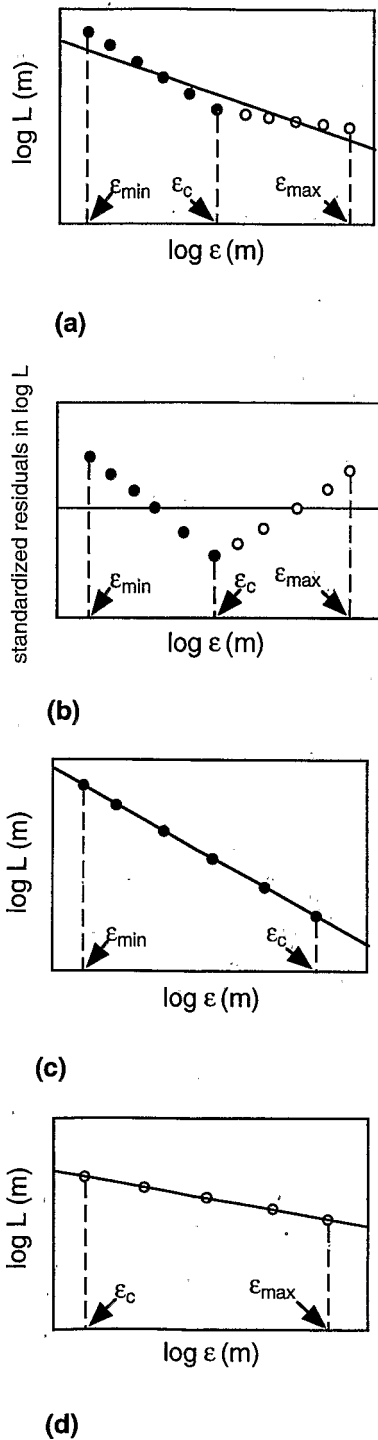 log L (m)
εmin
εc
εmax
log ε (m)
(a)
standardized residuals in log L
εmin
εc
εmax
log ε (m)
(b)
log L (m)
εmin
εc
log ε (m)
(c)
log L (m)
εc
εmax
log ε (m)
(d)